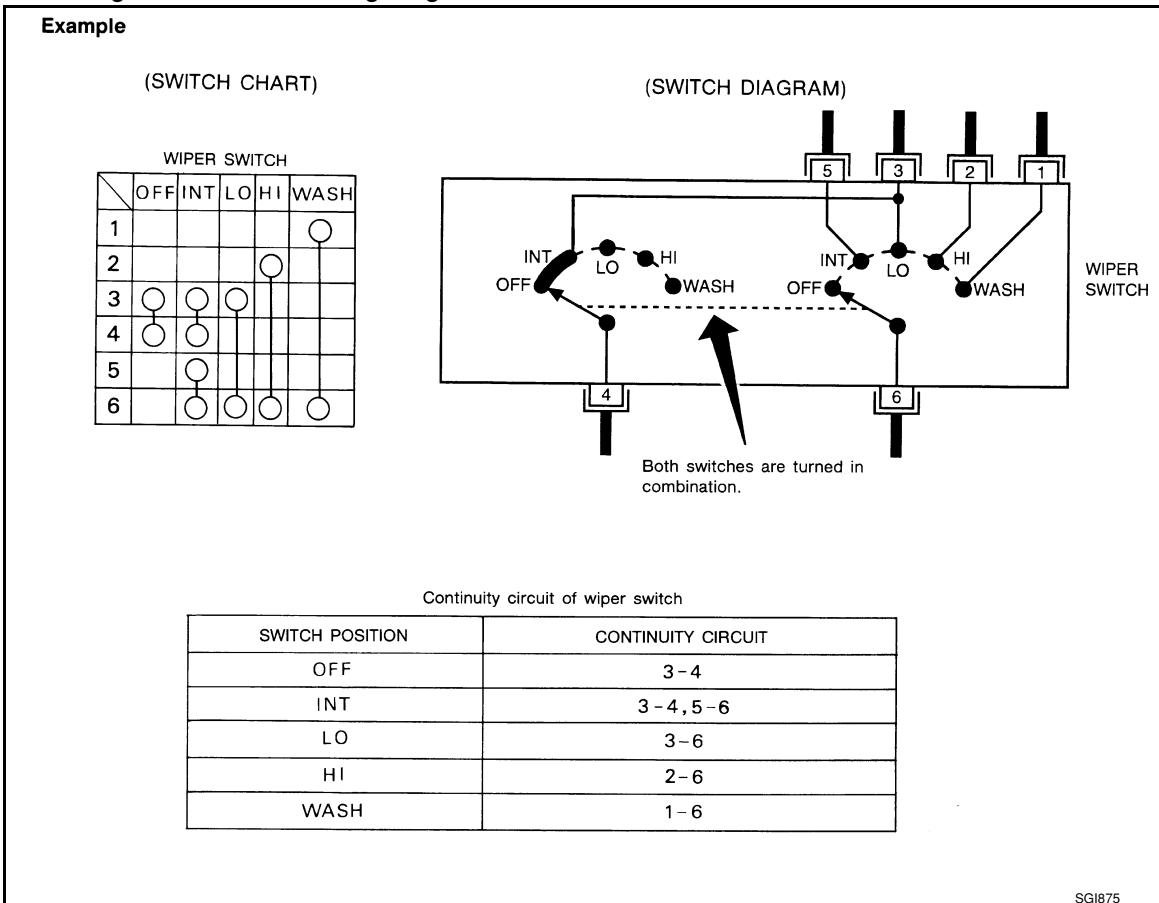 Example
(SWITCH CHART)
WIPER SWITCH
OFF INT LO HI WASH
1
2
3
4
5
6
(SWITCH DIAGRAM)
5 3 2 1
INT LO HI
OFF WASH
INT LO HI
OFF WASH
WIPER
SWITCH
4 6
Both switches are turned in
combination.
Continuity circuit of wiper switch
SWITCH POSITION CONTINUITY CIRCUIT
OFF 3-4
INT 3-4,5-6
LO 3-6
HI 2-6
WASH 1-6
SGI875